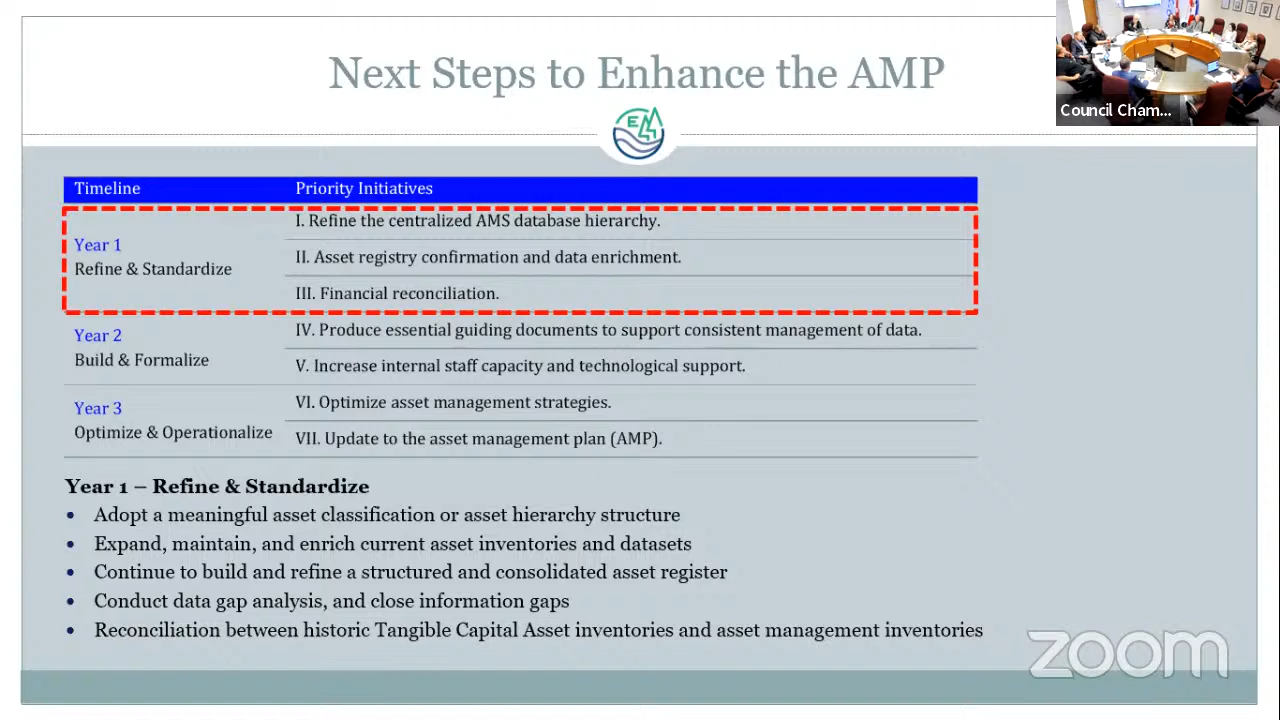 Next Steps to Enhance the AMP
Council Cham...
EM
Timeline Priority Initiatives
Year 1
Refine & Standardize
I. Refine the centralized AMS database hierarchy.
II. Asset registry confirmation and data enrichment.
III. Financial reconciliation.
Year 2
Build & Formalize
IV. Produce essential guiding documents to support consistent management of data.
V. Increase internal staff capacity and technological support.
Year 3
Optimize & Operationalize
VI. Optimize asset management strategies.
VII. Update to the asset management plan (AMP).
Year 1 – Refine & Standardize
• Adopt a meaningful asset classification or asset hierarchy structure
• Expand, maintain, and enrich current asset inventories and datasets
• Continue to build and refine a structured and consolidated asset register
• Conduct data gap analysis, and close information gaps
• Reconciliation between historic Tangible Capital Asset inventories and asset management inventories
zoom